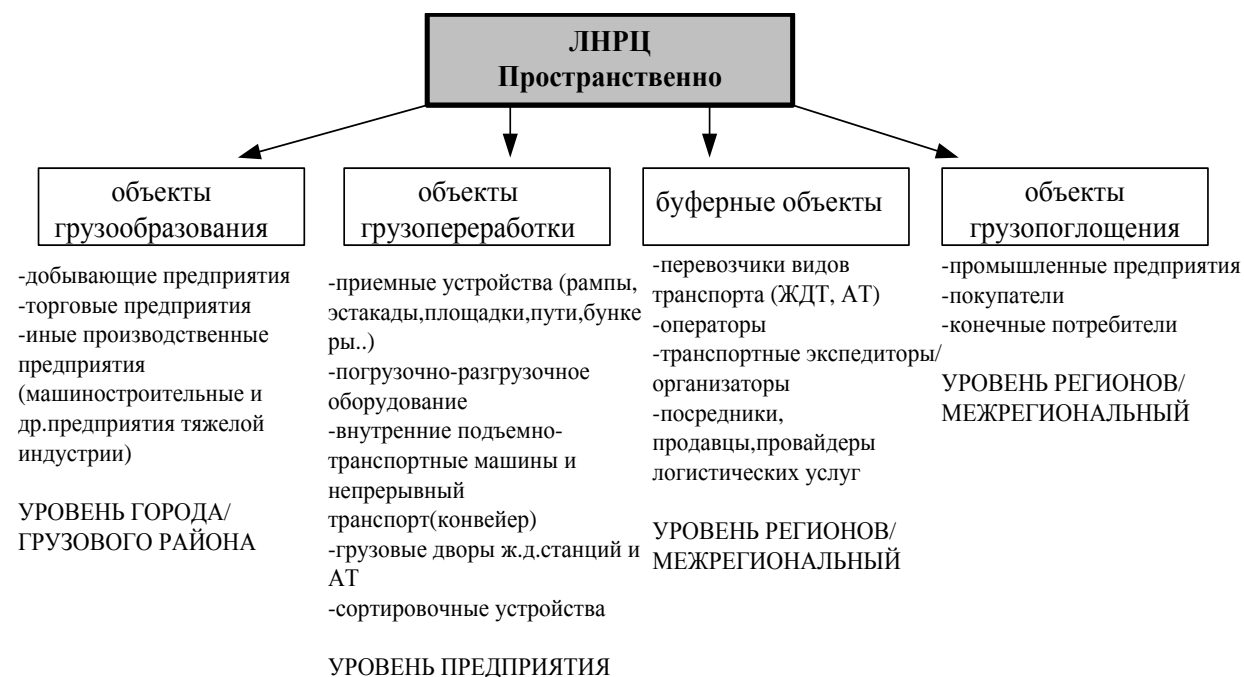 ЛНРЦ
Пространственно
объекты
грузообразования
-добывающие предприятия
-торговые предприятия
-иные производственные
предприятия
(машиностроительные и
др.предприятия тяжелой
индустрии)
УРОВЕНЬ ГОРОДА/
ГРУЗОВОГО РАЙОНА
объекты
грузопереработки
-приемные устройства (рампы,
эстакады,площадки,пути,бунке
ры..)
-погрузочно-разгрузочное
оборудование
-внутренние подъемно-
транспортные машины и
непрерывный
транспорт(конвейер)
-грузовые дворы ж.д.станций и
АТ
-сортировочные устройства
УРОВЕНЬ ПРЕДПРИЯТИЯ
буферные объекты
-перевозчики видов
транспорта (ЖДТ, АТ)
-операторы
-транспортные экспедиторы/
организаторы
-посредники,
продавцы,провайдеры
логистических услуг
УРОВЕНЬ РЕГИОНОВ/
МЕЖРЕГИОНАЛЬНЫЙ
объекты
грузопоглощения
-промышленные предприятия
-покупатели
-конечные потребители
УРОВЕНЬ РЕГИОНОВ/
МЕЖРЕГИОНАЛЬНЫЙ